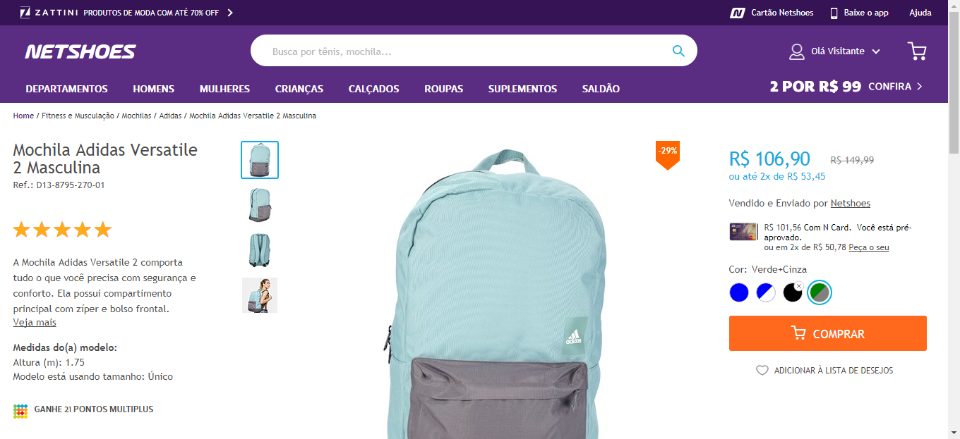 ZATTINI PRODUTOS DE MODA COM ATÉ 70% OFF
Cartão Netshoes
Baixe o app
Ajuda
NETSHOES
Busca por tênis, mochila...
Olá Visitante
DEPARTAMENTOS HOMENS MULHERES CRIANÇAS CALÇADOS ROUPAS SUPLEMENTOS SALDÃO
2 POR R$ 99 CONFIRA
Home / Fitness e Musculação / Mochilas / Adidas / Mochila Adidas Versatile 2 Masculina
Mochila Adidas Versatile
2 Masculina
Ref.: D13-8795-270-01
A Mochila Adidas Versatile 2 comporta
tudo o que você precisa com segurança e
conforto. Ela possui compartimento
principal com zíper e bolso frontal.
Veja mais
Medidas do(a) modelo:
Altura (m): 1.75
Modelo está usando tamanho: Único
GANHE 21 PONTOS MULTIPLUS
-29%
adidas
R$ 106,90 R$ 149,99
ou até 2x de R$ 53,45
Vendido e Enviado por Netshoes
R$ 101,56 Com N Card. Você está pré-
aprovado.
ou em 2x de R$ 50,78 Peça o seu
Cor: Verde+Cinza
COMPRAR
ADICIONAR À LISTA DE DESEJOS